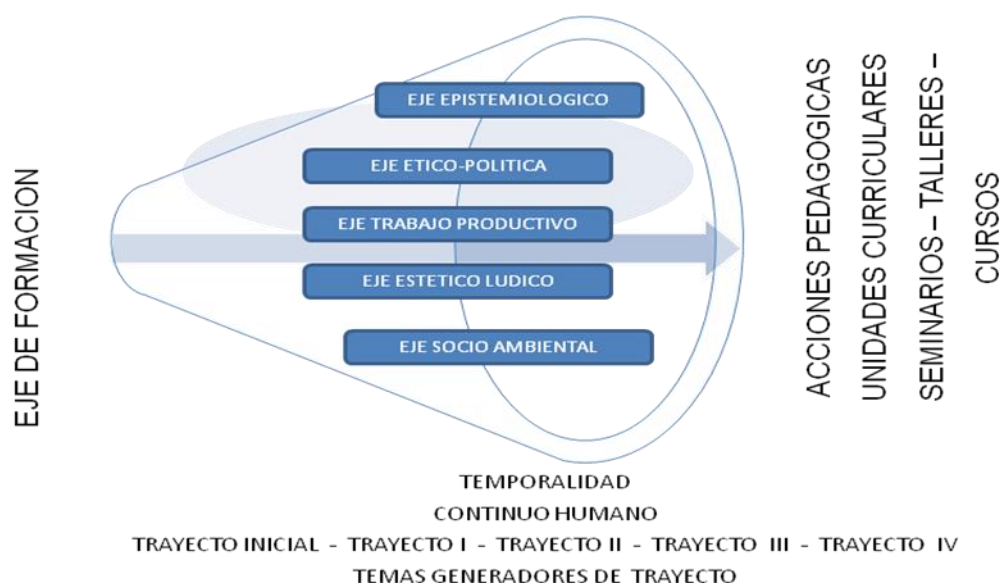 EJE DE FORMACION
EJE EPISTEMIOLOGICO
EJE ETICO-POLITICA
EJE TRABAJO PRODUCTIVO
EJE ESTETICO LUDICO
EJE SOCIO AMBIENTAL
ACCIONES PEDAGOGICAS
UNIDADES CURRICULARES
SEMINARIOS – TALLERES –
CURSOS
TEMPORALIDAD
CONTINUO HUMANO
TRAYECTO INICIAL - TRAYECTO I - TRAYECTO II - TRAYECTO III - TRAYECTO IV
TEMAS GENERADORES DE TRAYECTO